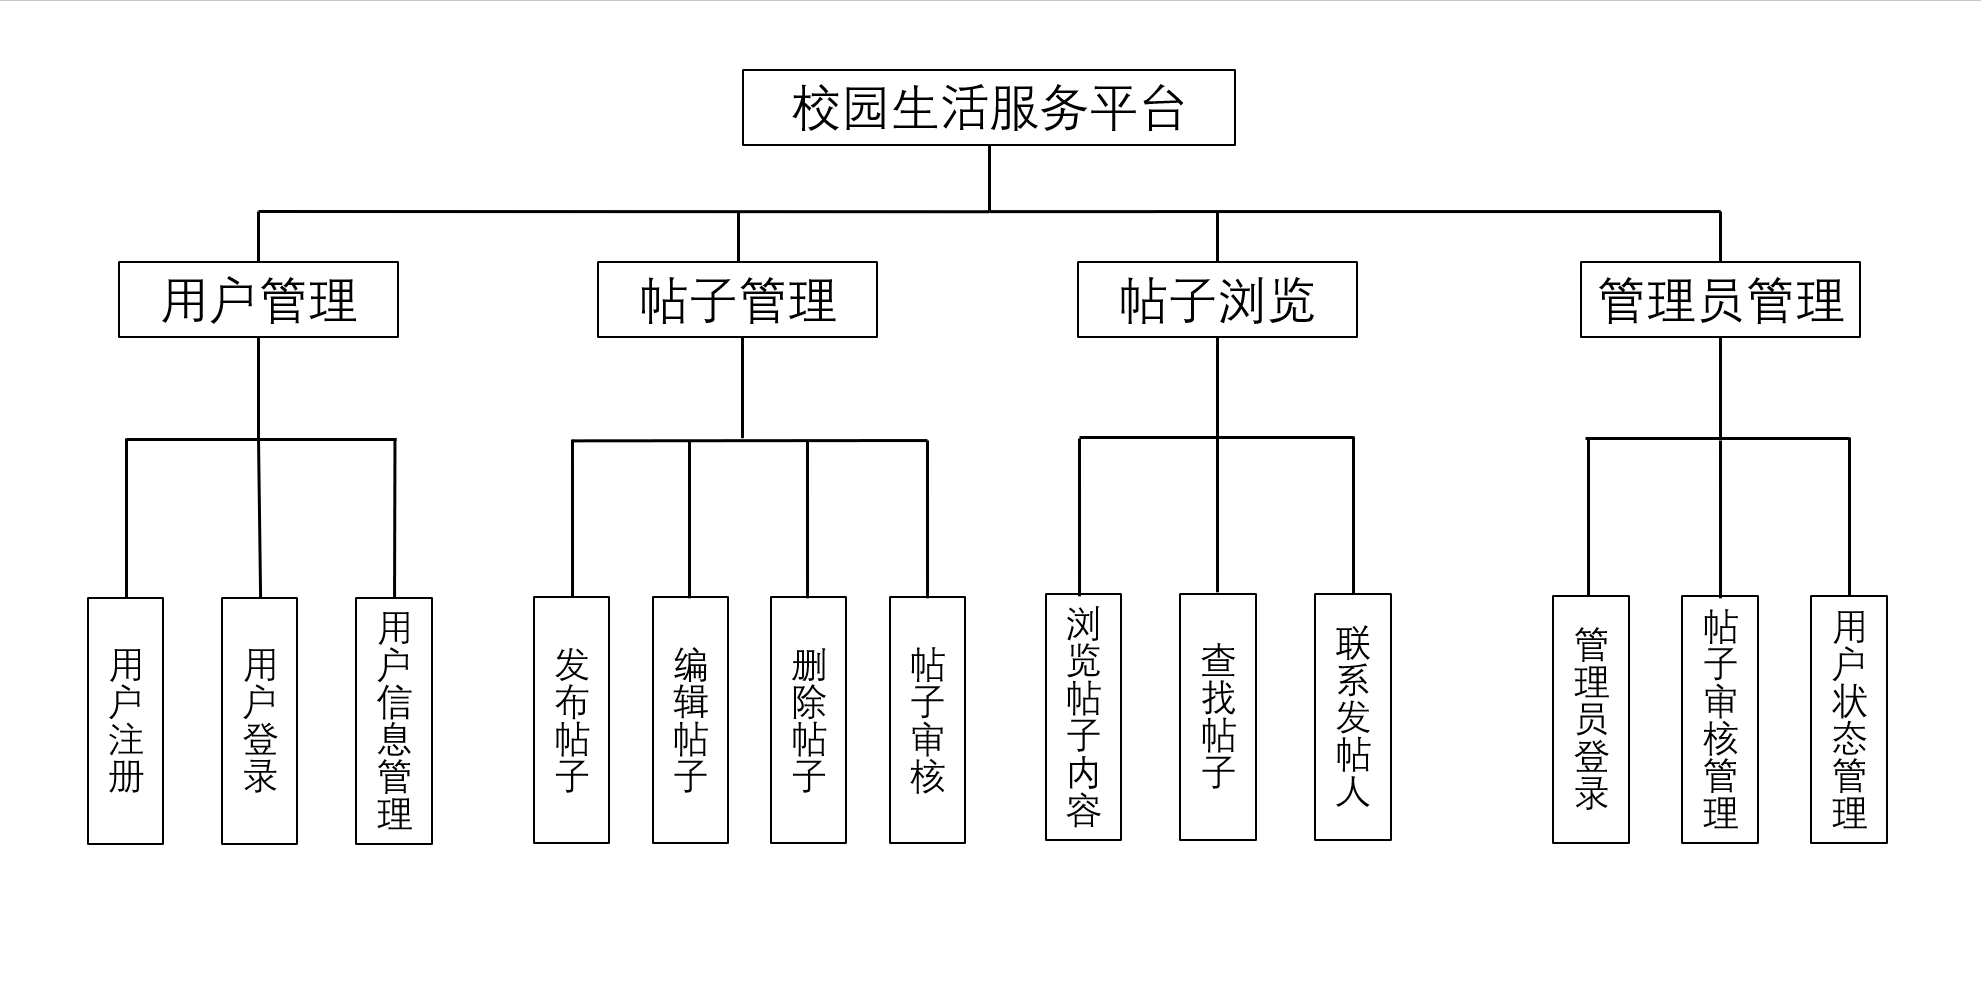 校园生活服务平台
用户管理
帖子管理
帖子浏览
管理员管理
用户注册
用户登录
用户信息管理
发布帖子
编辑帖子
删除帖子
帖子审核
浏览帖子内容
查找帖子
联系发帖人
管理员登录
帖子审核管理
用户状态管理